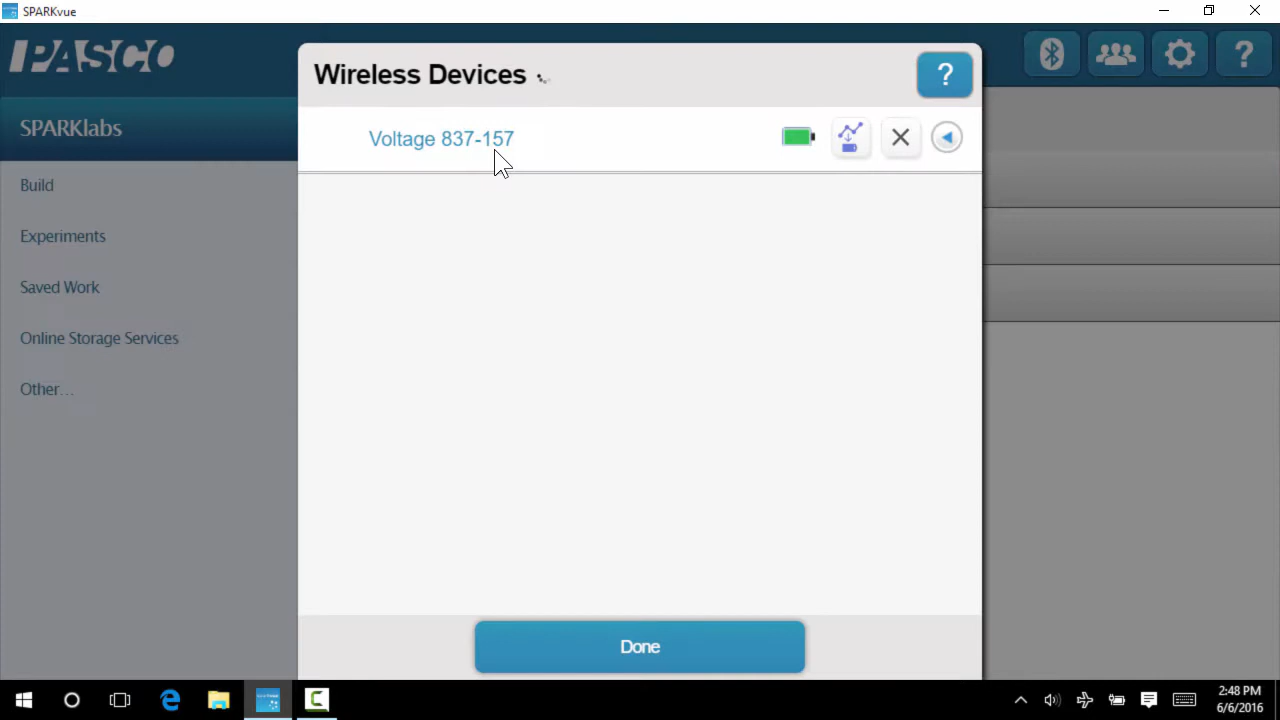 SPARKvue
PASCO
Wireless Devices
?
?
SPARKlabs
Voltage 837-157
Build
Experiments
Saved Work
Online Storage Services
Other...
Done
2:48 PM
6/6/2016